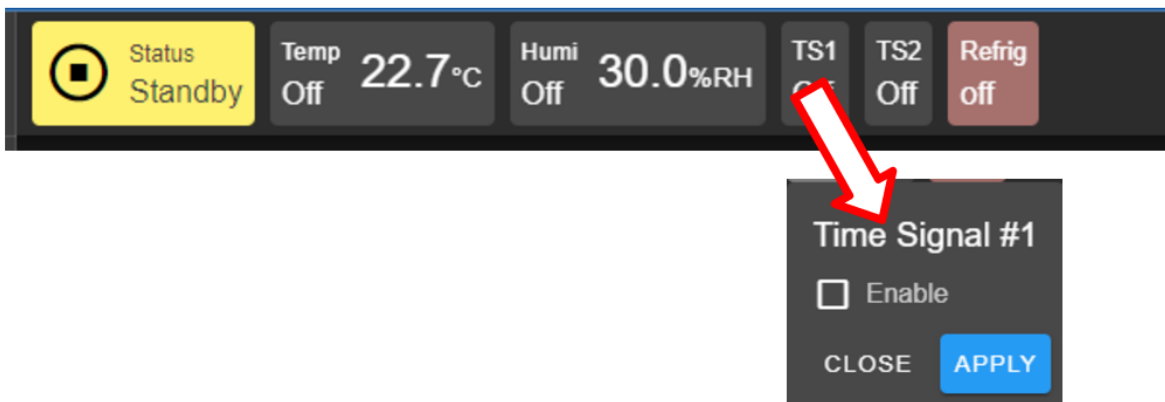 Status
Standby
Temp
Off
22.7°C
Humi
Off
30.0%RH
TS1
TS2
Off
Refrig
off
Time Signal #1
Enable
CLOSE
APPLY